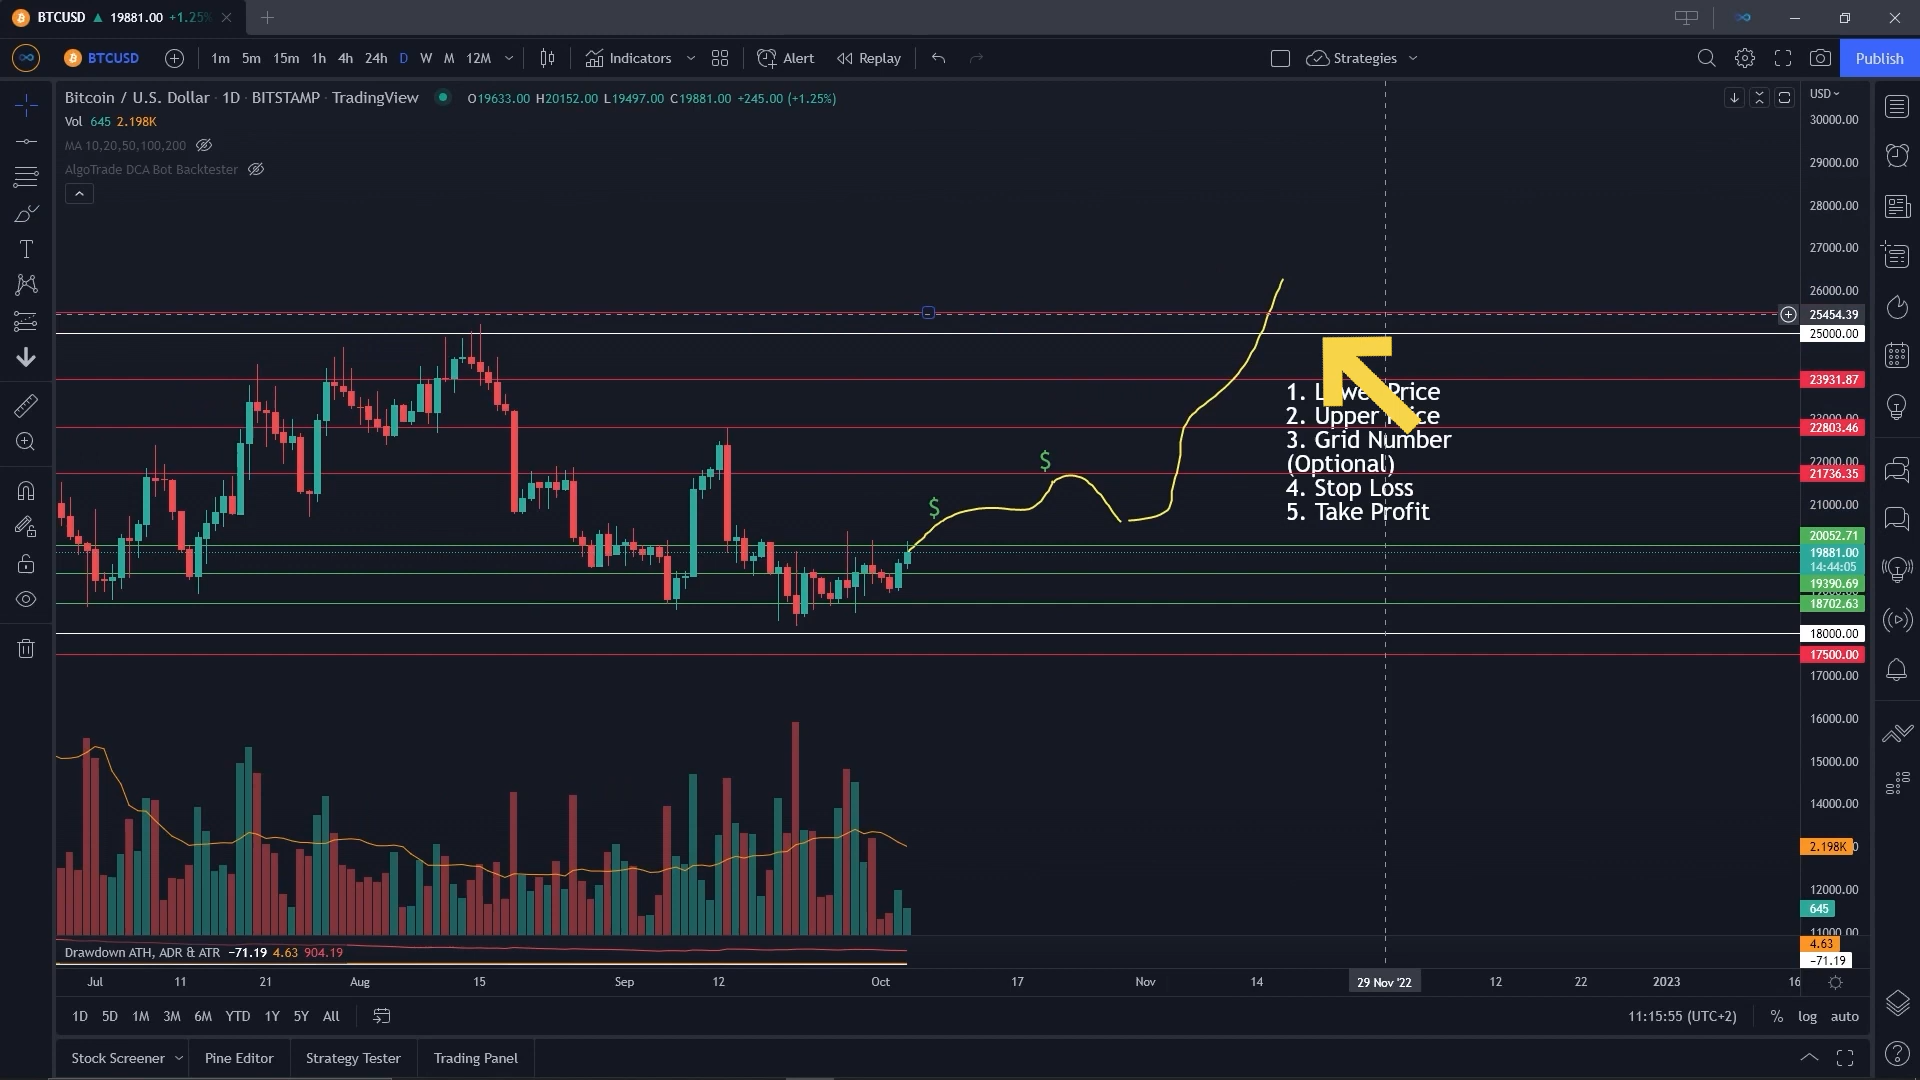 BTCUSD ▲ 19881.00 +1.25%
BTCUSD 1m 5m 15m 1h 4h 24h D W M 12M Indicators Alert Replay Strategies Publish
Bitcoin / U.S. Dollar · 1D · BITSTAMP · TradingView O19633.00 H20152.00 L19497.00 C19881.00 +245.00 (+1.25%)
Vol 645 2.198K
MA 10,20,50,100,200
AlgoTrade DCA Bot Backtester
USD
30000.00
29000.00
28000.00
27000.00
26000.00
25454.39
25000.00
23931.87
22803.46
22000.00
21736.35
21000.00
20052.71
19881.00
14:44:05
19390.69
18702.63
18000.00
17500.00
17000.00
16000.00
15000.00
14000.00
2.198K
12000.00
645
11000.00
4.63
−71.19
$
$
1. Lower Price
2. Upper Price
3. Grid Number
(Optional)
4. Stop Loss
5. Take Profit
Drawdown ATH, ADR & ATR −71.19 4.63 904.19
Jul 11 21 Aug 15 Sep 12 Oct 17 Nov 14 29 Nov '22 12 22 2023 16
1D 5D 1M 3M 6M YTD 1Y 5Y All 11:15:55 (UTC+2) % log auto
Stock Screener Pine Editor Strategy Tester Trading Panel